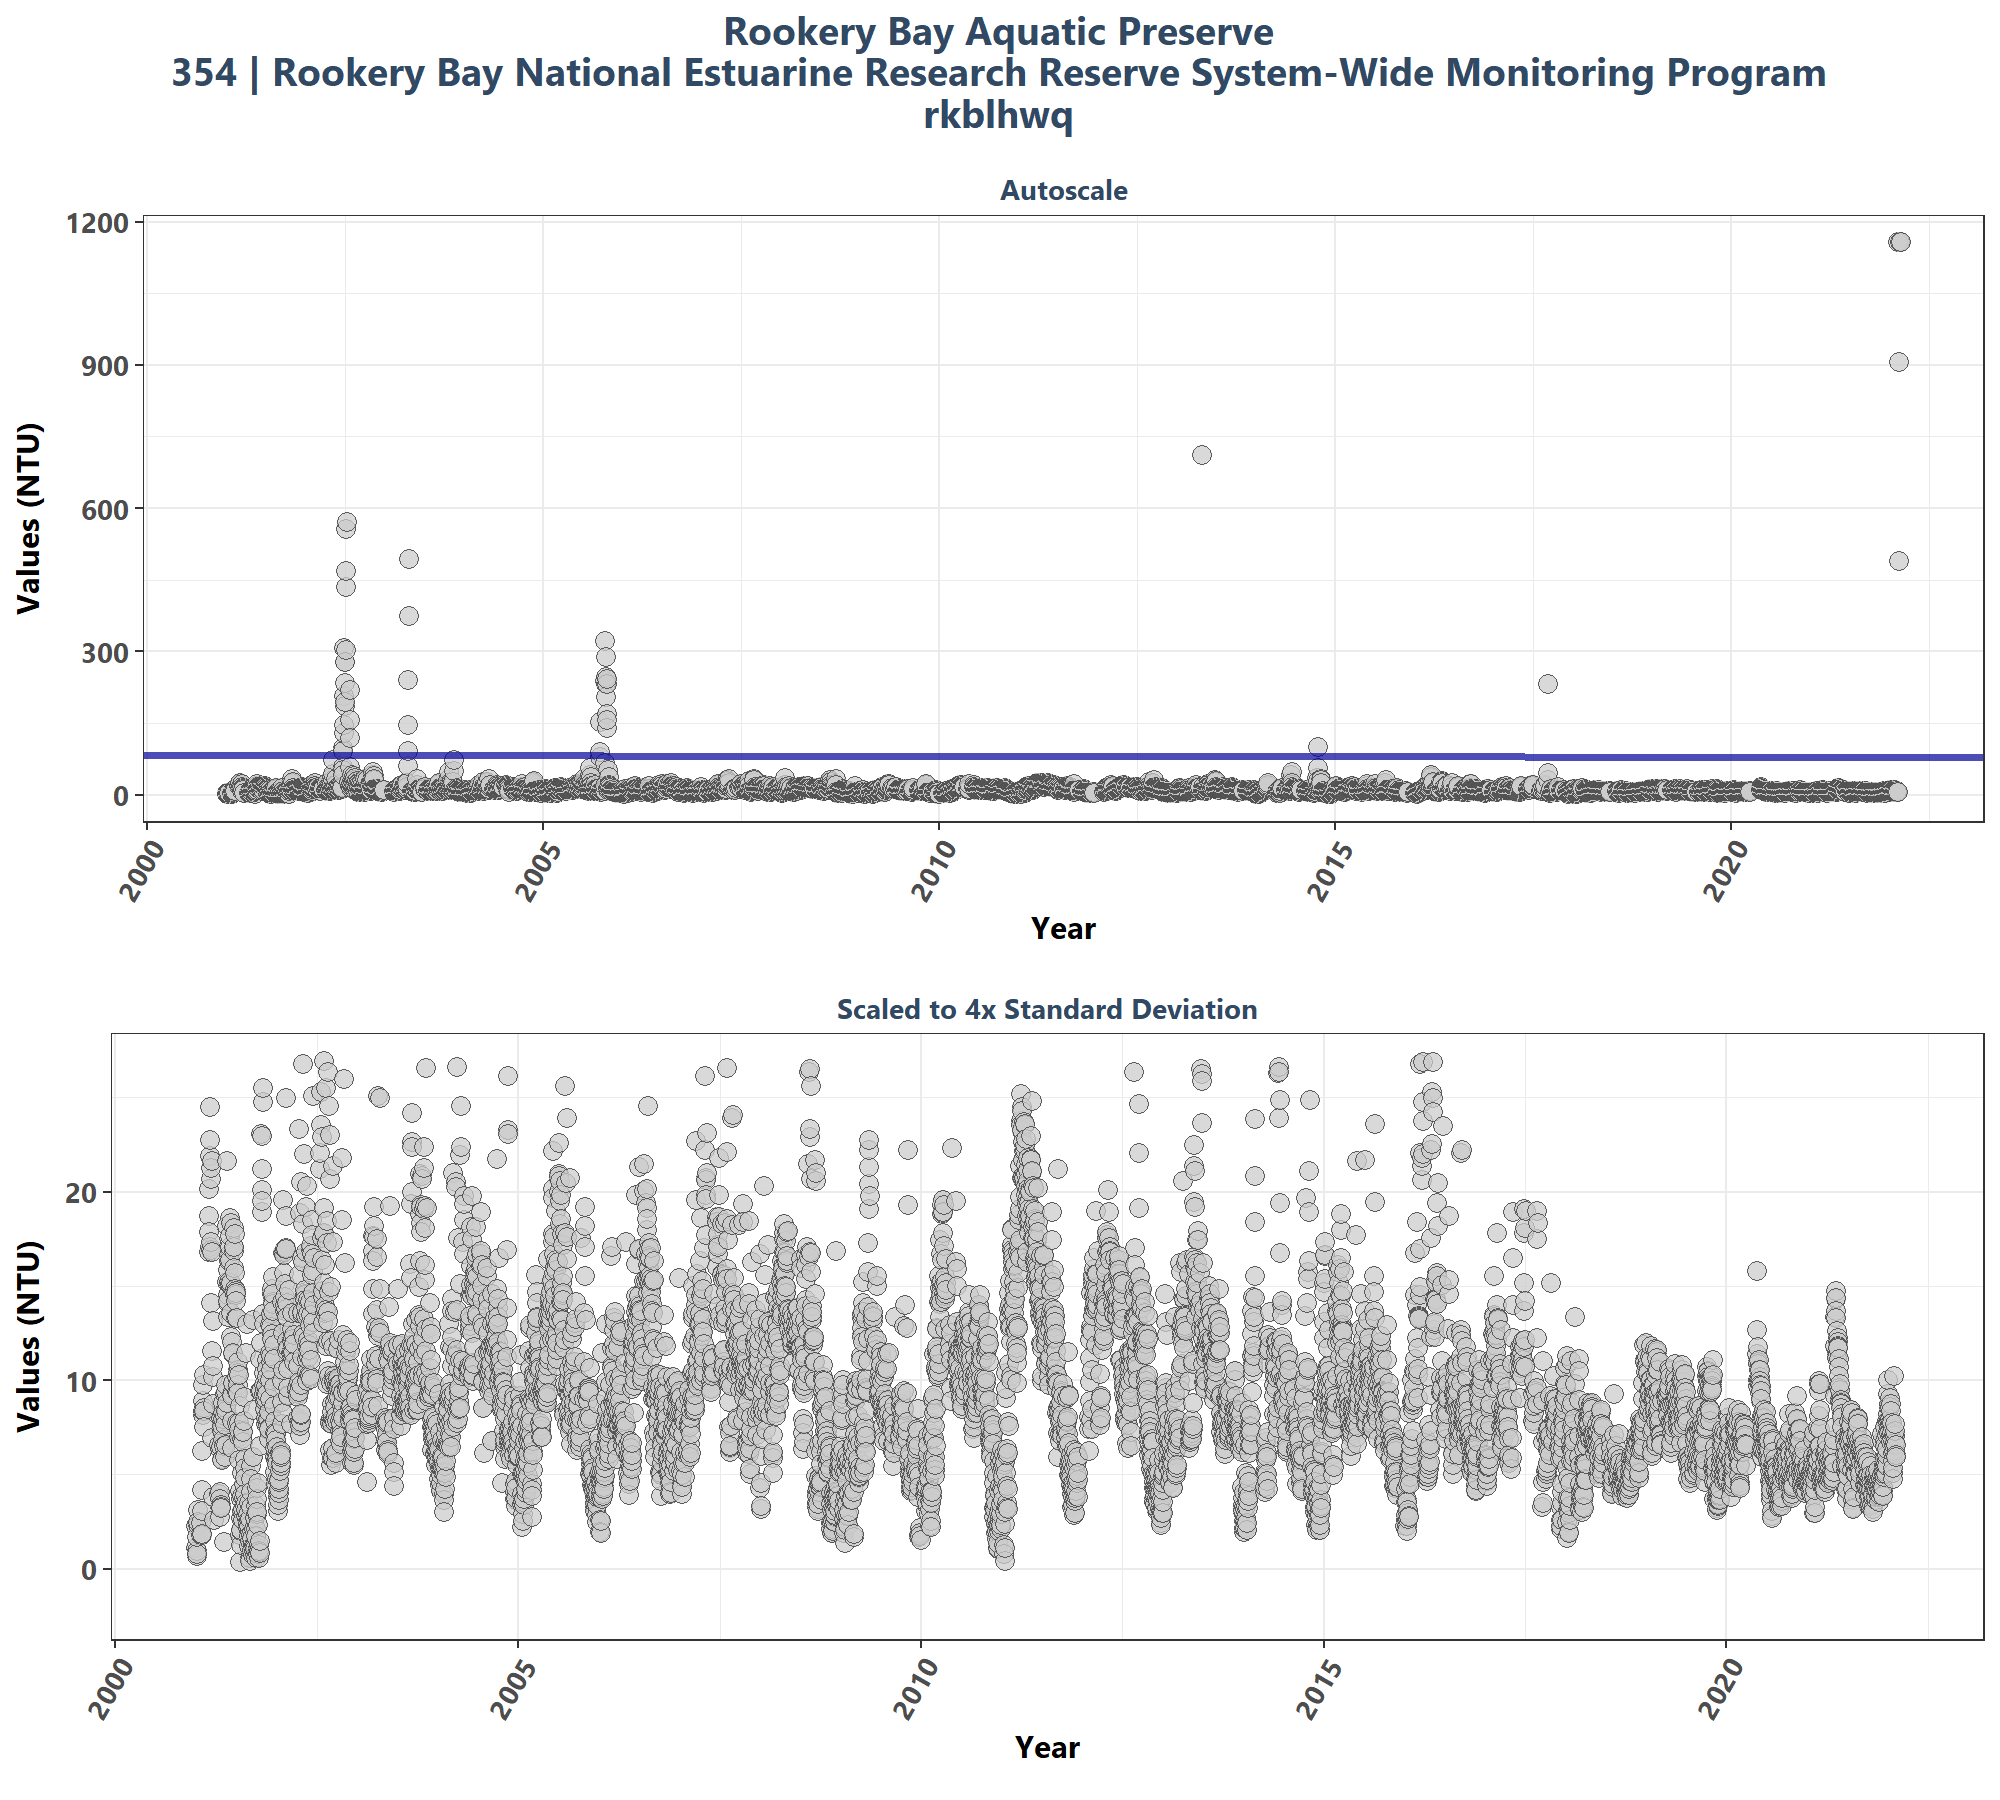 Rookery Bay Aquatic Preserve
354 | Rookery Bay National Estuarine Research Reserve System-Wide Monitoring Program
rkblhwq
Autoscale
1200
900
600
300
0
Values (NTU)
2000
2005
2010
2015
2020
Year
Scaled to 4x Standard Deviation
20
10
0
Values (NTU)
2000
2005
2010
2015
2020
Year